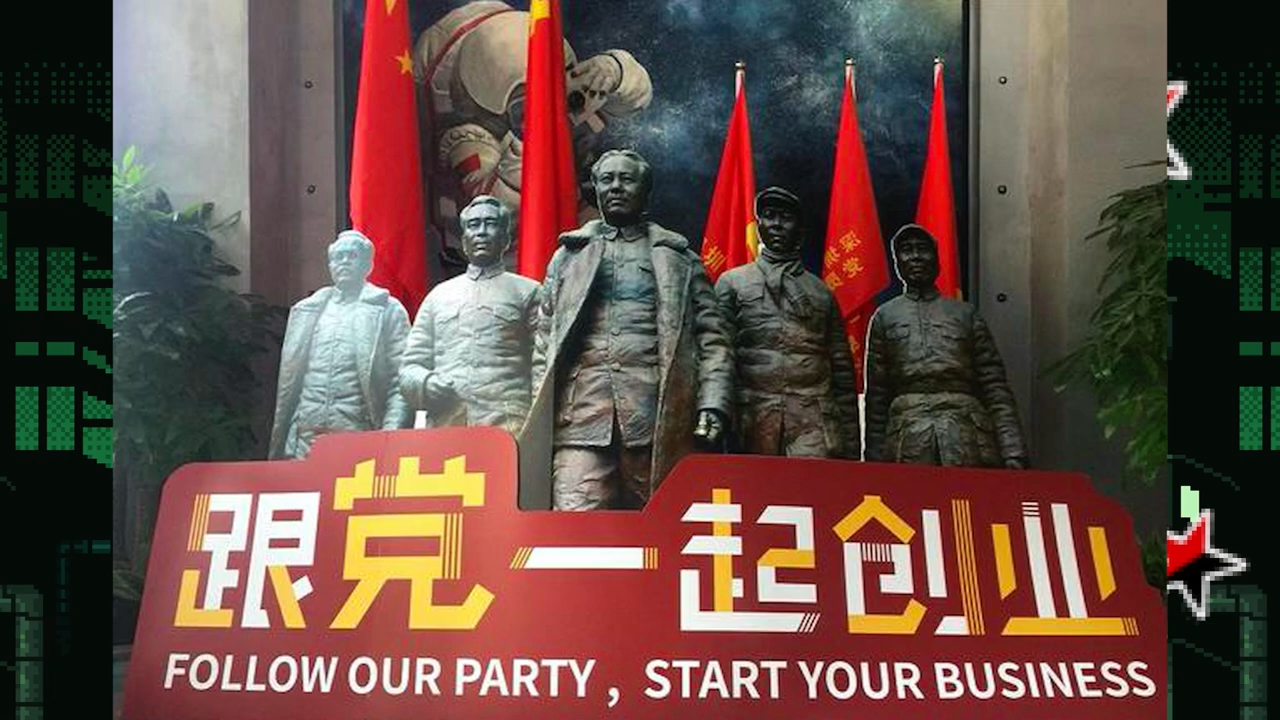 跟党一起创业
FOLLOW OUR PARTY, START YOUR BUSINESS